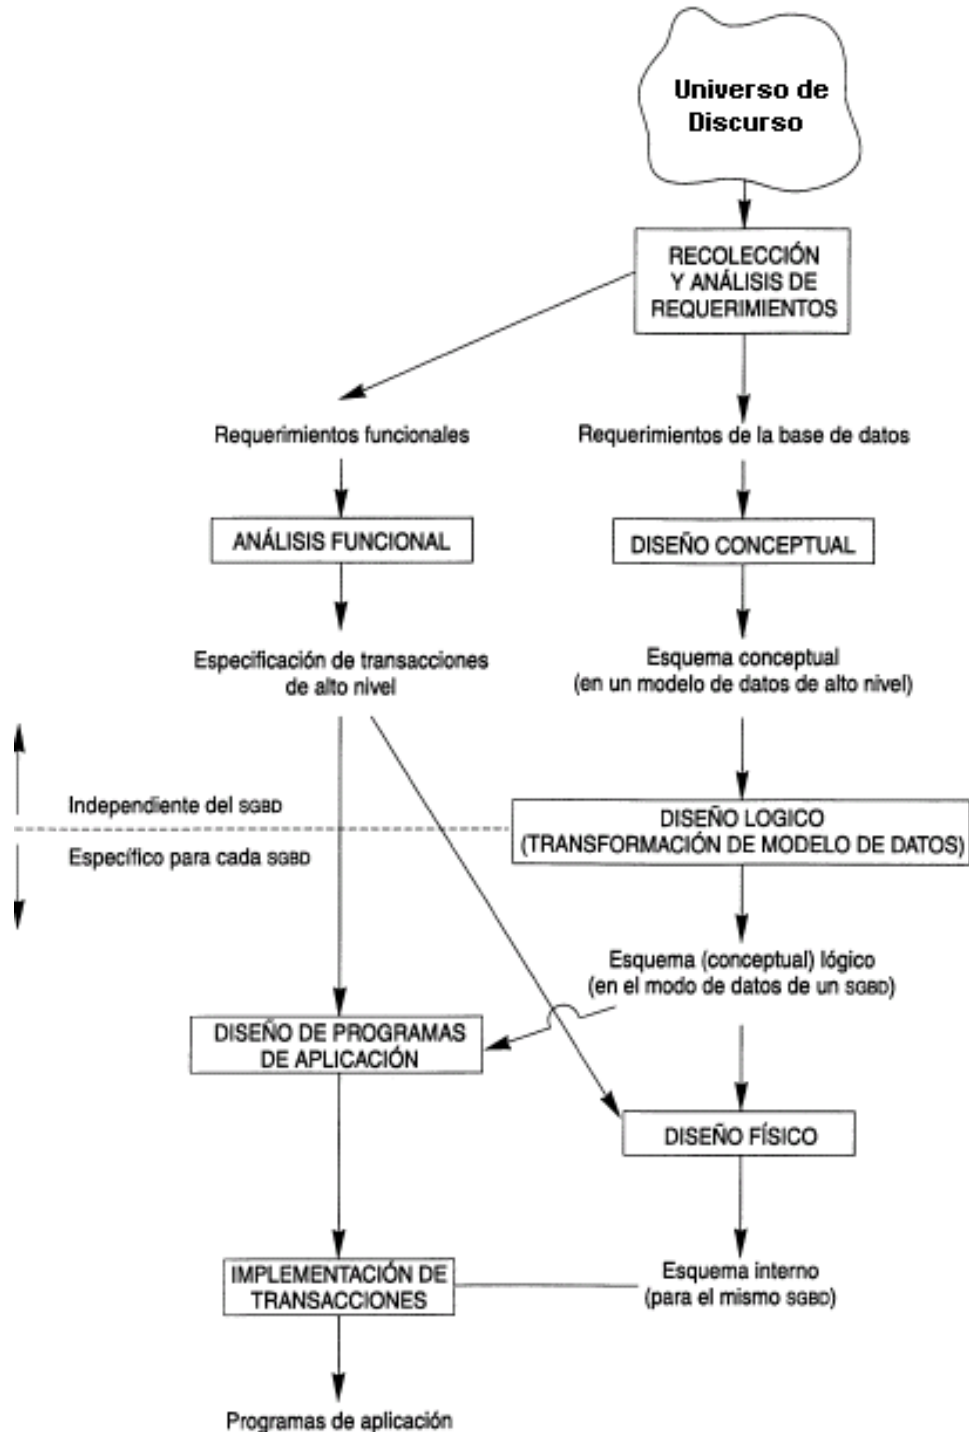 Universo de
Discurso
RECOLECCIÓN
Y ANÁLISIS DE
REQUERIMIENTOS
Requerimientos funcionales
Requerimientos de la base de datos
ANÁLISIS FUNCIONAL
DISEÑO CONCEPTUAL
Especificación de transacciones
de alto nivel
Esquema conceptual
(en un modelo de datos de alto nivel)
Independiente del SGBD
Específico para cada SGBD
DISEÑO LOGICO
(TRANSFORMACIÓN DE MODELO DE DATOS)
Esquema (conceptual) lógico
(en el modo de datos de un SGBD)
DISEÑO DE PROGRAMAS
DE APLICACIÓN
DISEÑO FÍSICO
IMPLEMENTACIÓN DE
TRANSACCIONES
Esquema interno
(para el mismo SGBD)
Programas de aplicación